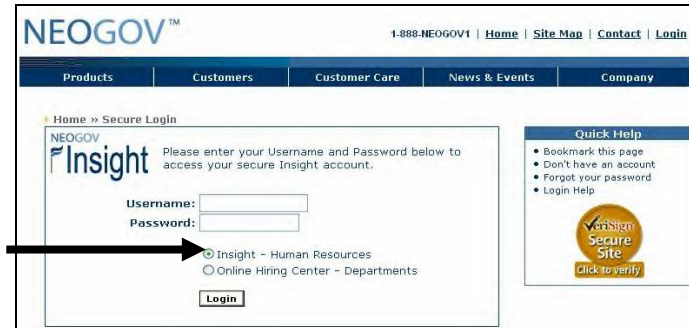 NEOGOV™
1-888-NEOGOV1 | Home | Site Map | Contact | Login
Products Customers Customer Care News & Events Company
Home » Secure Login
NEOGOV
Insight
Please enter your Username and Password below to
access your secure Insight account.
Username:
Password:
Insight - Human Resources
Online Hiring Center - Departments
Login
Quick Help
• Bookmark this page
• Don't have an account
• Forgot your password
• Login Help
VeriSign
Secure
Site
Click to verify